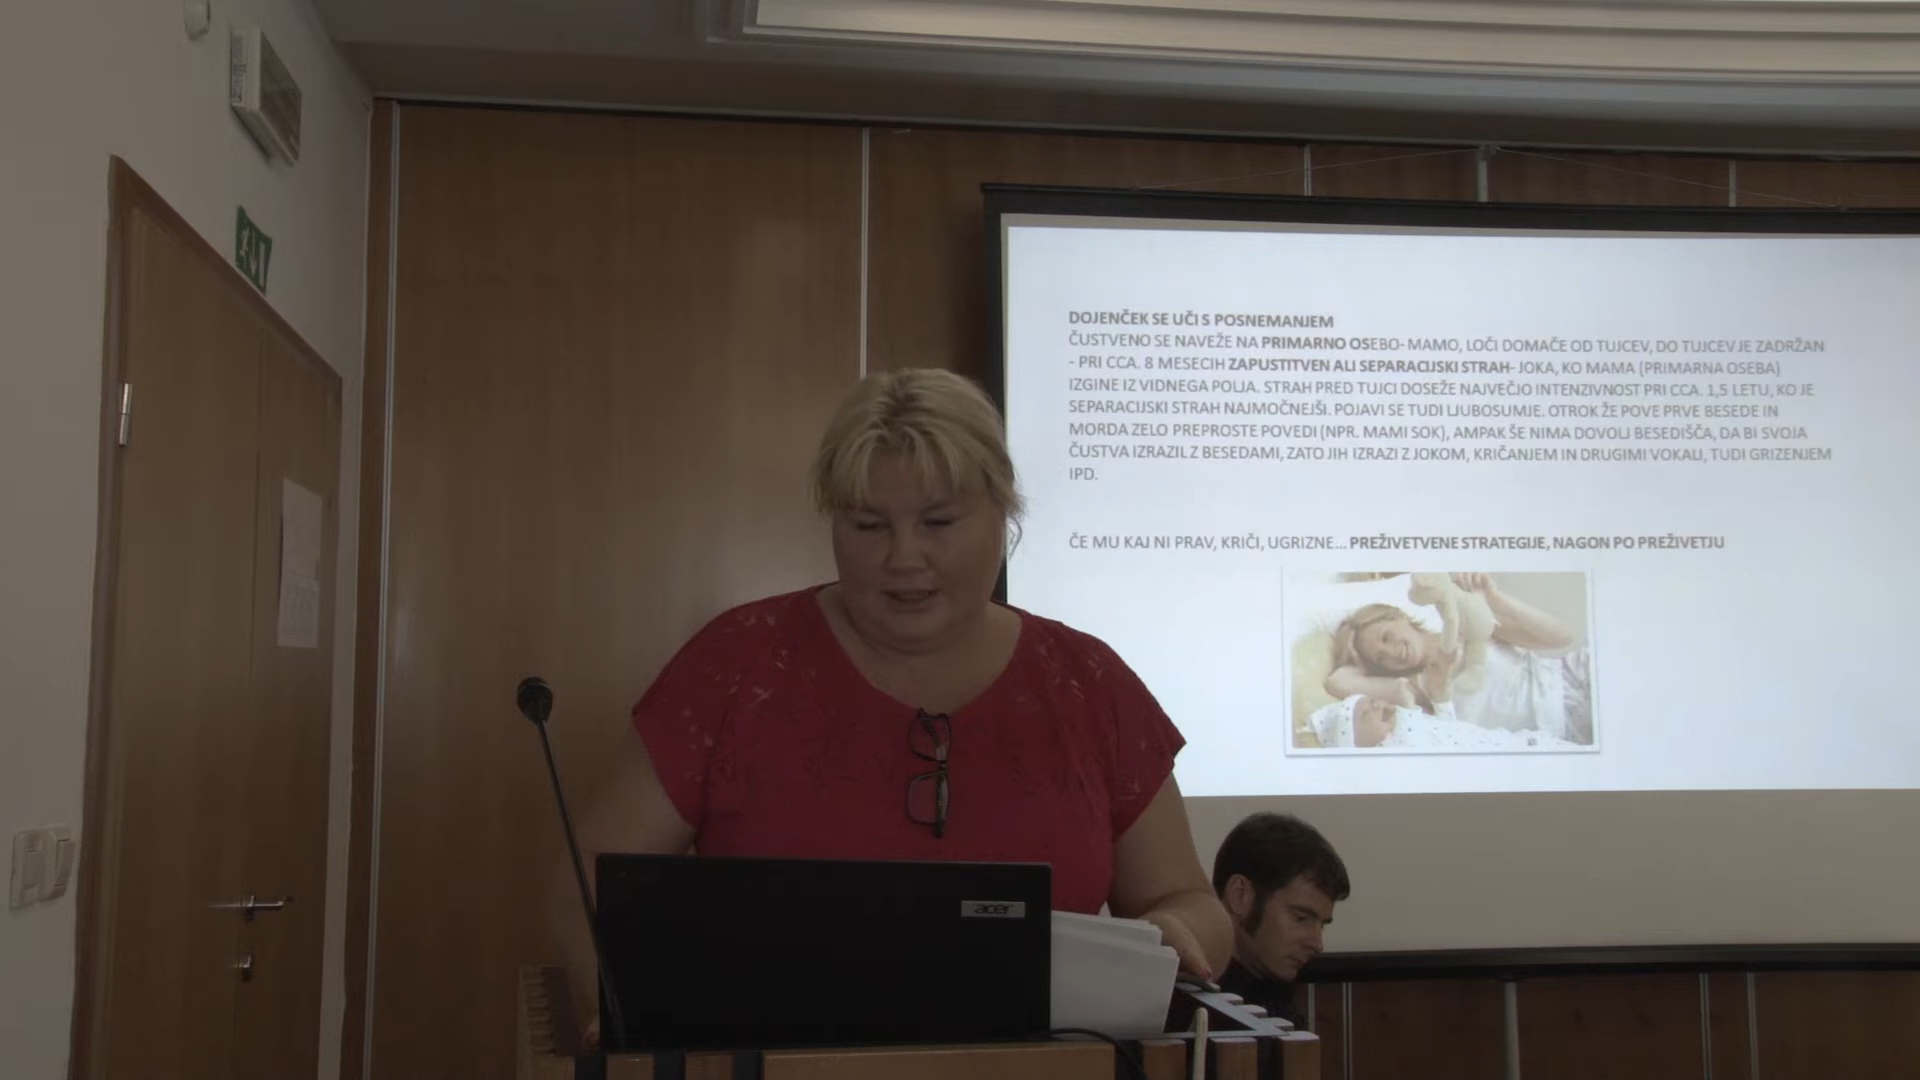 DOJENČEK SE UČI S POSNEMANJEM
ČUSTVENO SE NAVEŽE NA PRIMARNO OSEBO- MAMO, LOČI DOMAČE OD TUJCEV, DO TUJCEV JE ZADRŽAN
- PRI CCA. 8 MESECIH ZAPUSTITVEN ALI SEPARACIJSKI STRAH- JOKA, KO MAMA (PRIMARNA OSEBA)
IZGINE IZ VIDNEGA POLJA. STRAH PRED TUJCI DOSEŽE NAJVEČJO INTENZIVNOST PRI CCA. 1,5 LETU, KO JE
SEPARACIJSKI STRAH NAJMOČNEJŠI. POJAVI SE TUDI LJUBOSUMJE. OTROK ŽE POVE PRVE BESEDE IN
MORDA ZELO PREPROSTE POVEDI (NPR. MAMI SOK), AMPAK ŠE NIMA DOVOLJ BESEDIŠČA, DA BI SVOJA
ČUSTVA IZRAZIL Z BESEDAMI, ZATO JIH IZRAZI Z JOKOM, KRIČANJEM IN DRUGIMI VOKALI, TUDI GRIZENJEM
IPD.
ČE MU KAJ NI PRAV, KRIČI, UGRIZNE... PREŽIVETVENE STRATEGIJE, NAGON PO PREŽIVETJU
acer